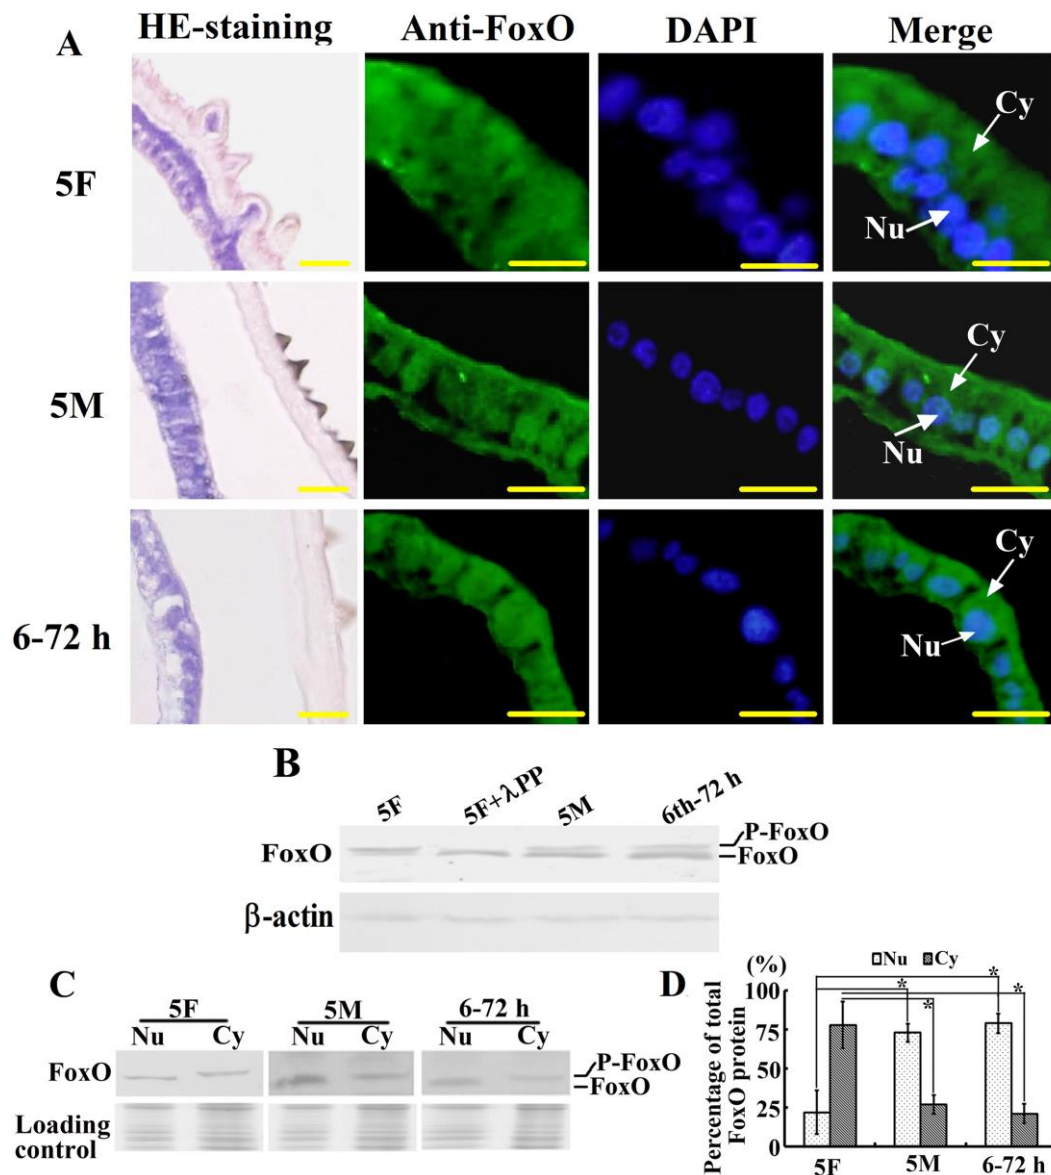 A
HE-staining Anti-FoxO DAPI Merge
5F
Cy
Nu
5M
Cy
Nu
6-72 h
Cy
Nu
B
5F 5F+λPP 5M 6th-72 h
P-FoxO
FoxO FoxO
β-actin
C
5F 5M 6-72 h
Nu Cy Nu Cy Nu Cy
FoxO P-FoxO
FoxO
Loading
control
D
(%) Nu Cy
Percentage of total
FoxO protein
100
75
50
25
0
* * * *
5F 5M 6-72 h